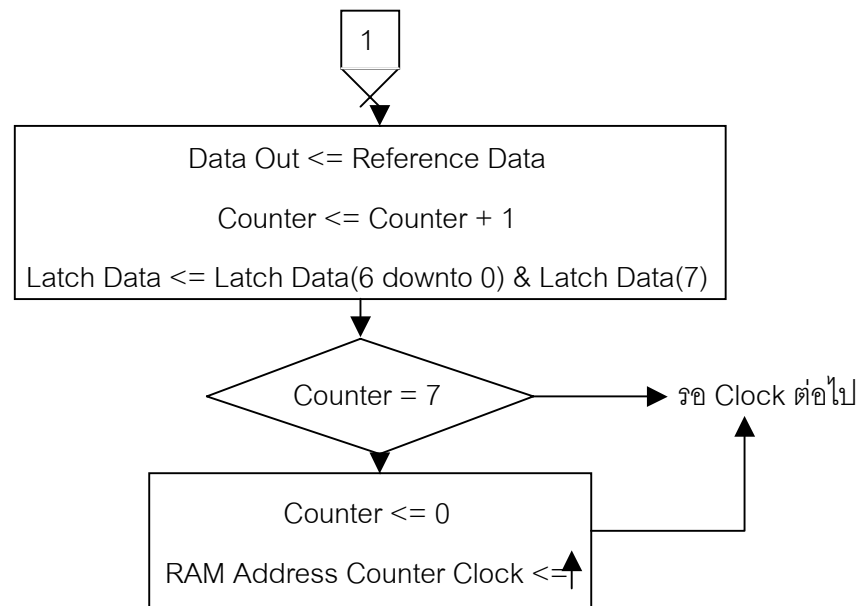 1
Data Out <= Reference Data
Counter <= Counter + 1
Latch Data <= Latch Data(6 downto 0) & Latch Data(7)
Counter = 7
รอ Clock ต่อไป
Counter <= 0
RAM Address Counter Clock <=